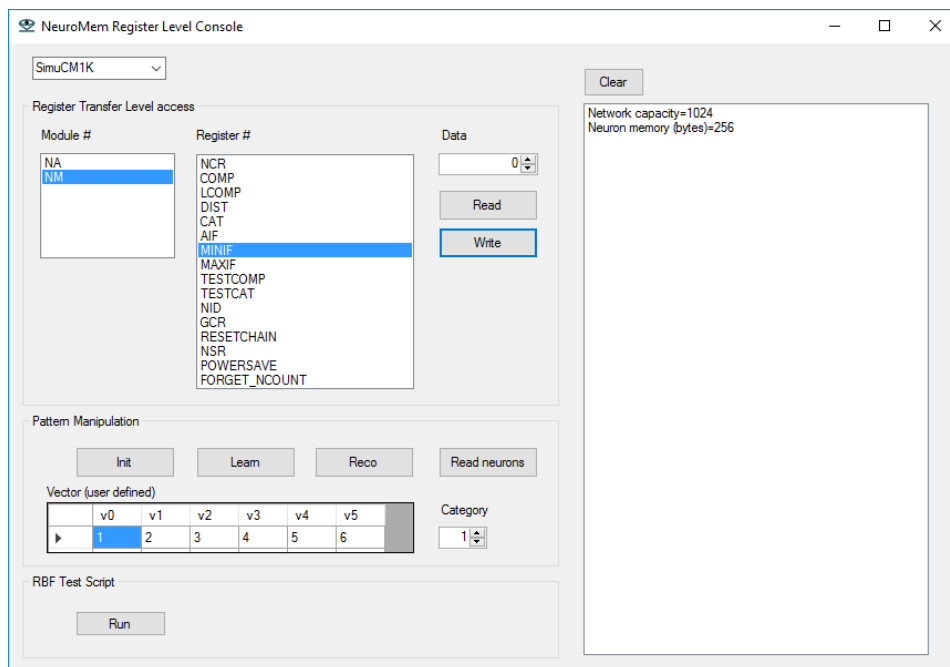 NeuroMem Register Level Console
SimuCM1K
Clear
Register Transfer Level access
Module #
Register #
Data
NA
NM
NCR
COMP
LCOMP
DIST
CAT
AIF
MINIF
MAXIF
TESTCOMP
TESTCAT
NID
GCR
RESETCHAIN
NSR
POWERSAVE
FORGET_NCOUNT
0
Read
Write
Network capacity=1024
Neuron memory (bytes)=256
Pattern Manipulation
Init
Learn
Reco
Read neurons
Vector (user defined)
v0 v1 v2 v3 v4 v5
1 2 3 4 5 6
Category
1
RBF Test Script
Run